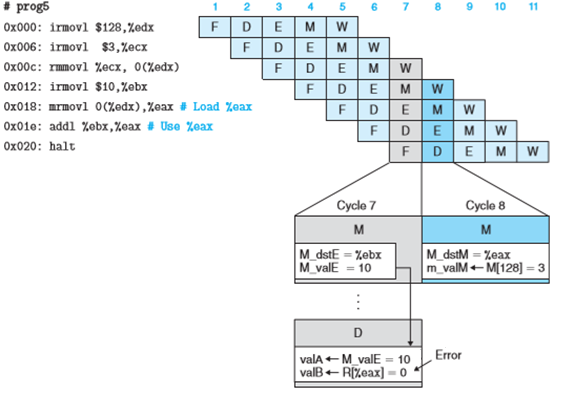 # prog5 1 2 3 4 5 6 7 8 9 10 11
0x000: irmovl $128,%edx F D E M W
0x006: irmovl $3,%ecx F D E M W
0x00c: rmmovl %ecx, 0(%edx) F D E M W
0x012: irmovl $10,%ebx F D E M W
0x018: mrmovl 0(%edx),%eax # Load %eax F D E M W
0x01e: addl %ebx,%eax # Use %eax F D E M W
0x020: halt F D E M W
Cycle 7 Cycle 8
M M
M_dstE = %ebx M_dstM = %eax
M_valE = 10 m_valM ← M[128] = 3
D
valA ← M_valE = 10 Error
valB ← R[%eax] = 0